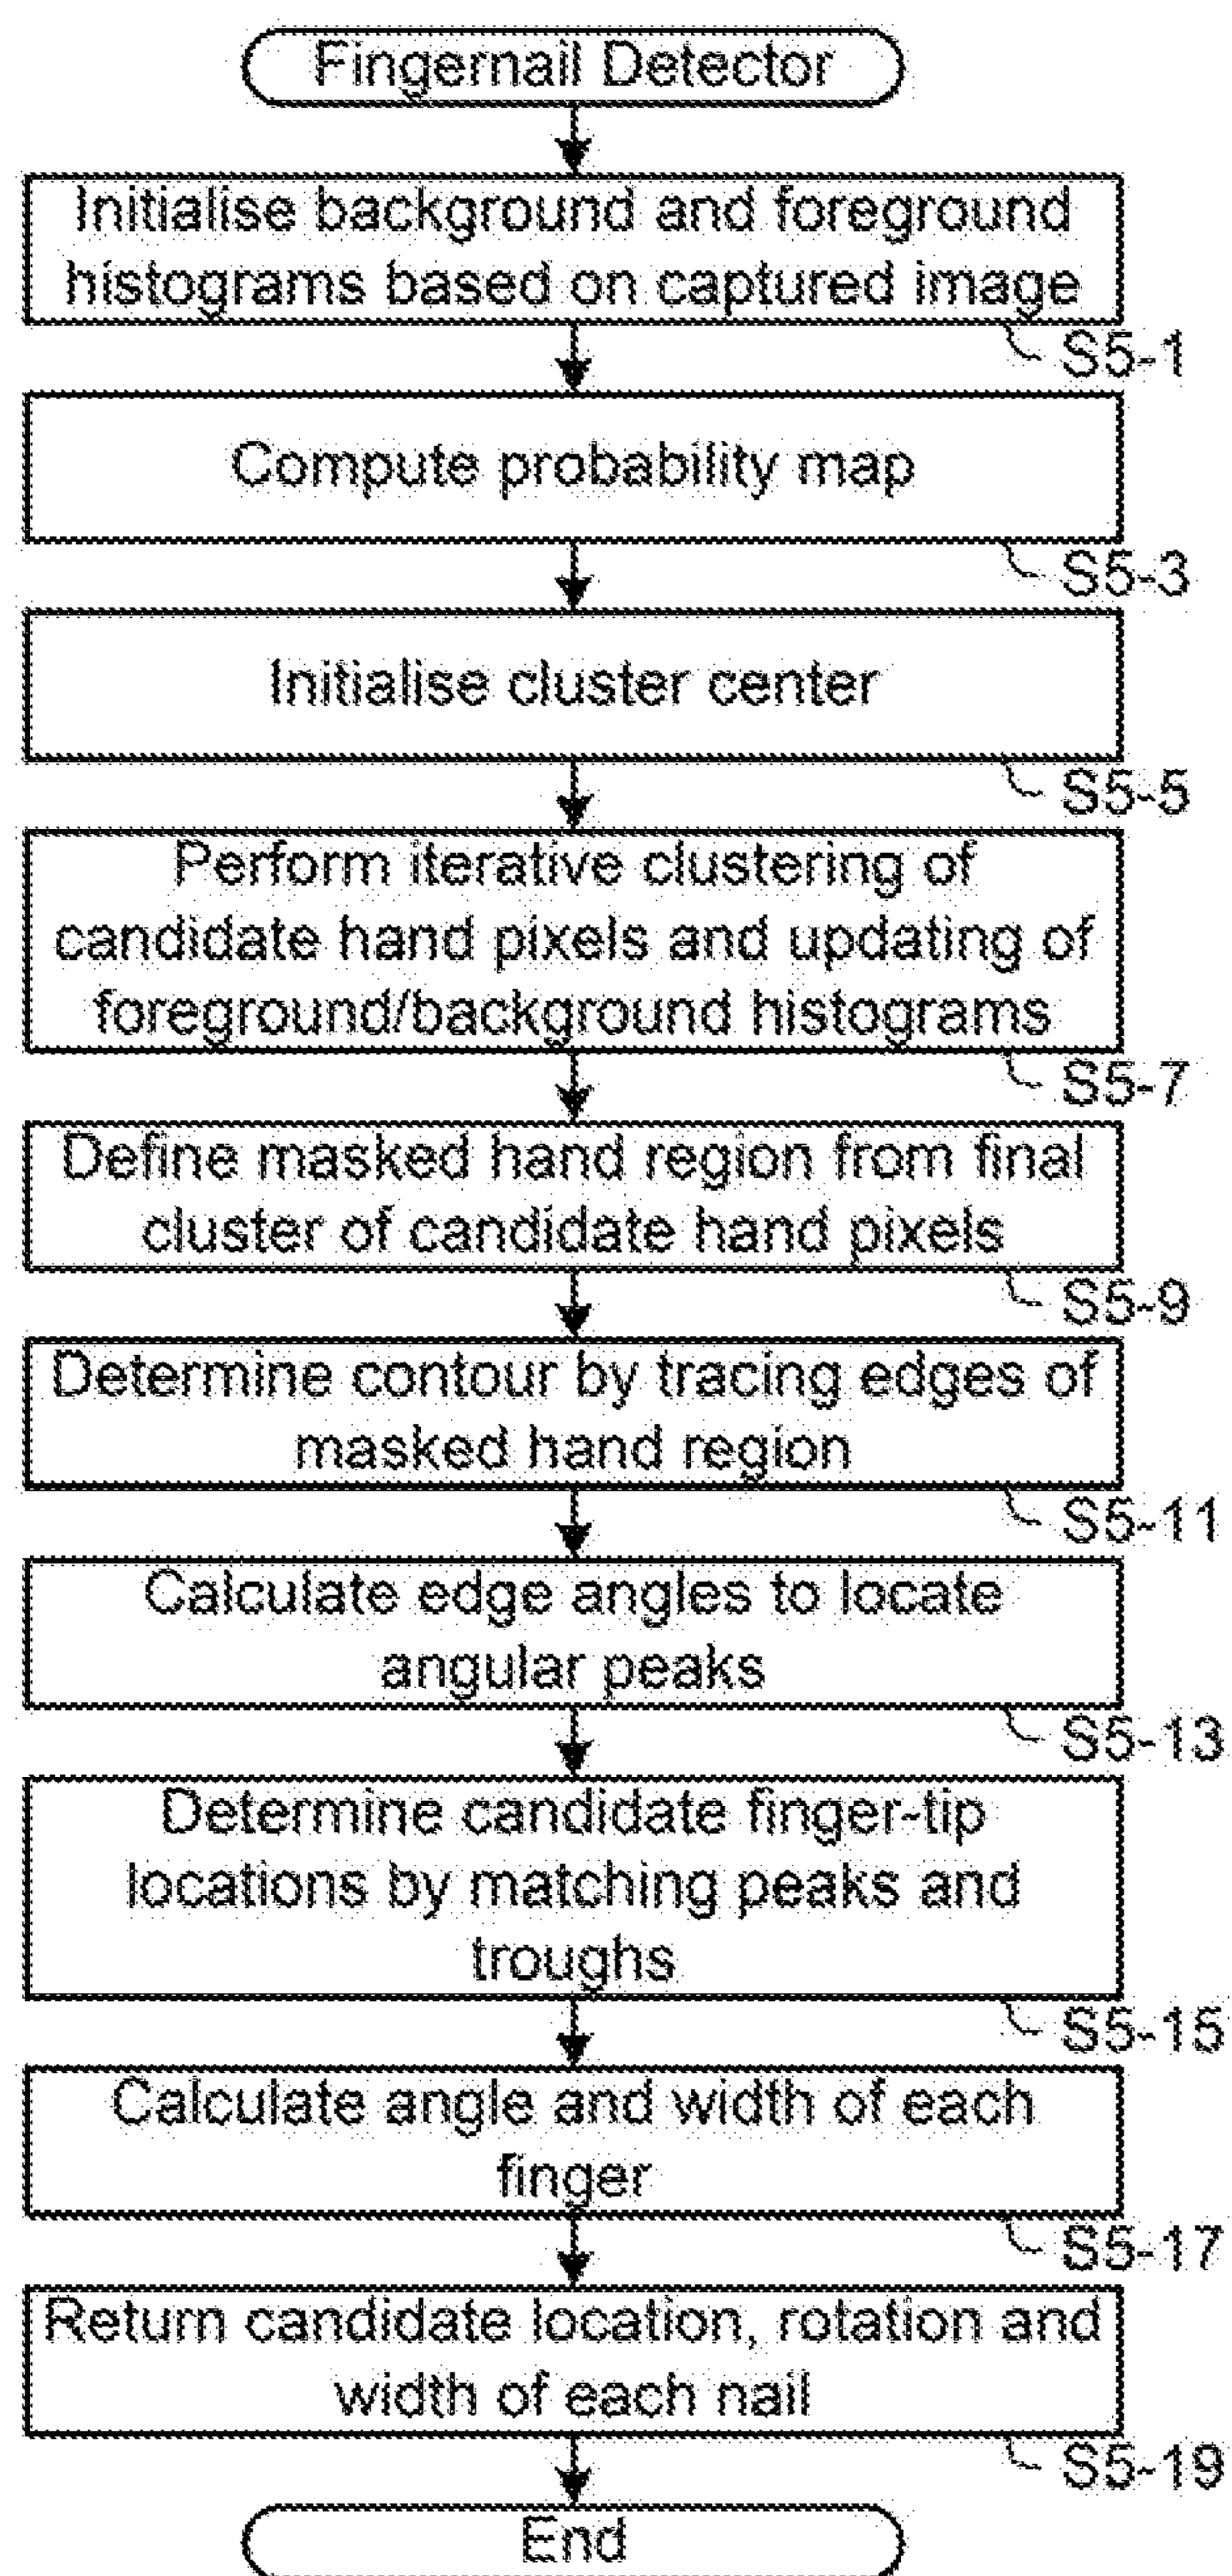 Fingernail Detector
Initialise background and foreground
histograms based on captured image
S5-1
Compute probability map
S5-3
Initialise cluster center
S5-5
Perform iterative clustering of
candidate hand pixels and updating of
foreground/background histograms
S5-7
Define masked hand region from final
cluster of candidate hand pixels
S5-9
Determine contour by tracing edges of
masked hand region
S5-11
Calculate edge angles to locate
angular peaks
S5-13
Determine candidate finger-tip
locations by matching peaks and
troughs
S5-15
Calculate angle and width of each
finger
S5-17
Return candidate location, rotation and
width of each nail
S5-19
End